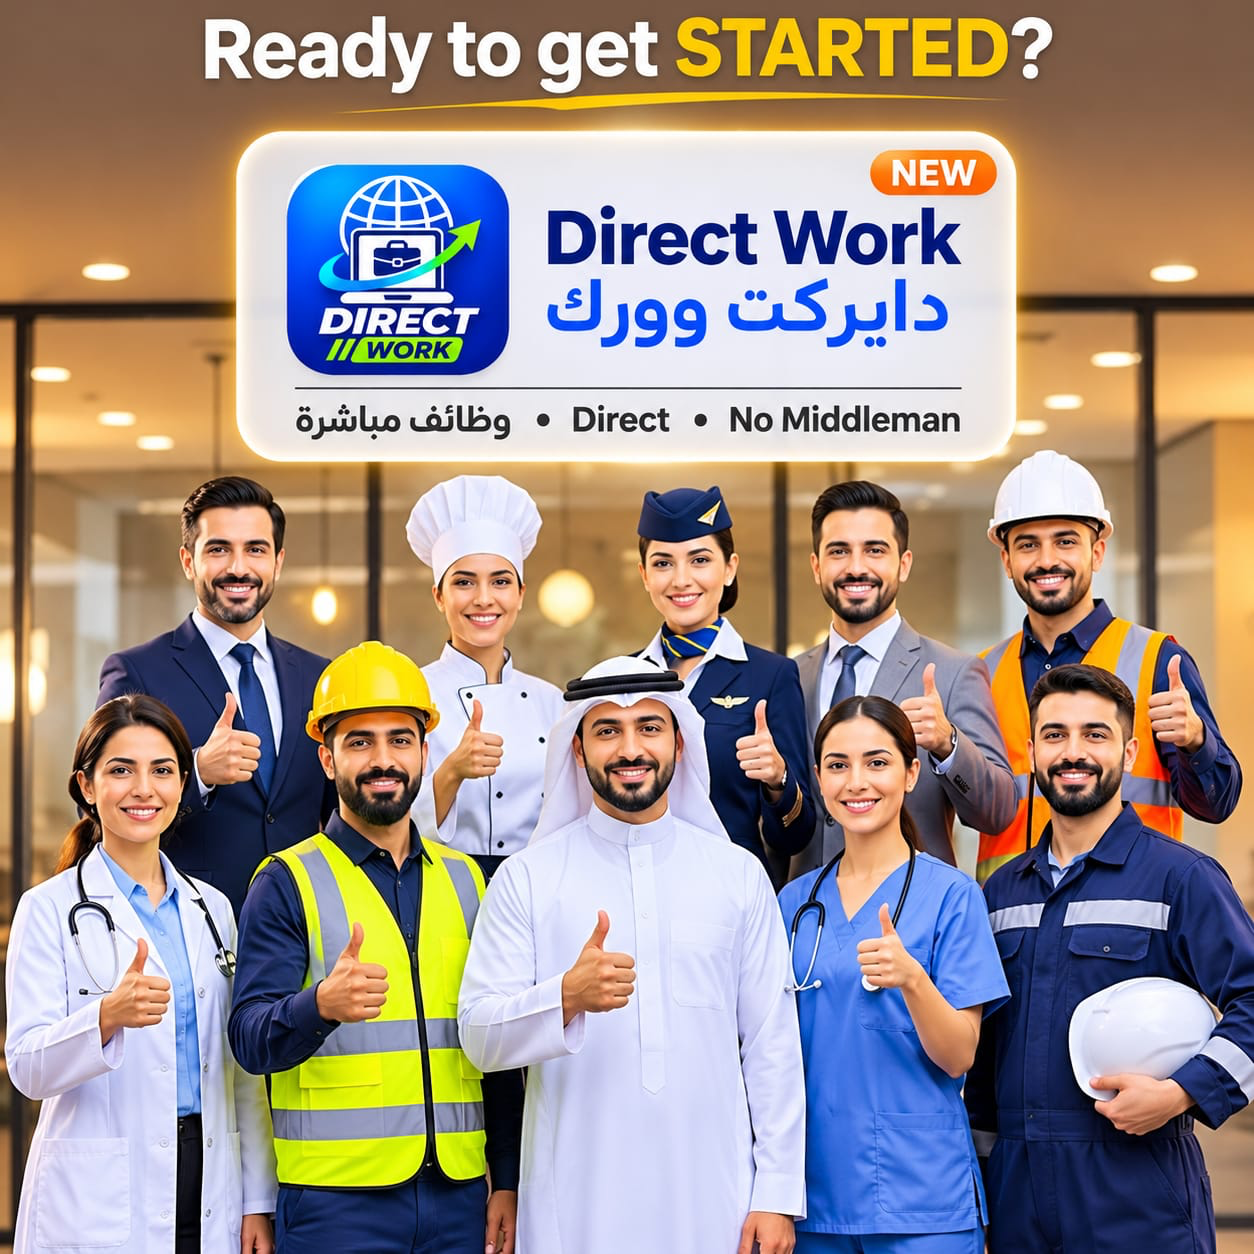 Ready to get STARTED?
NEW
DIRECT
// WORK
Direct Work
دايركت وورك
وظائف مباشرة • Direct • No Middleman